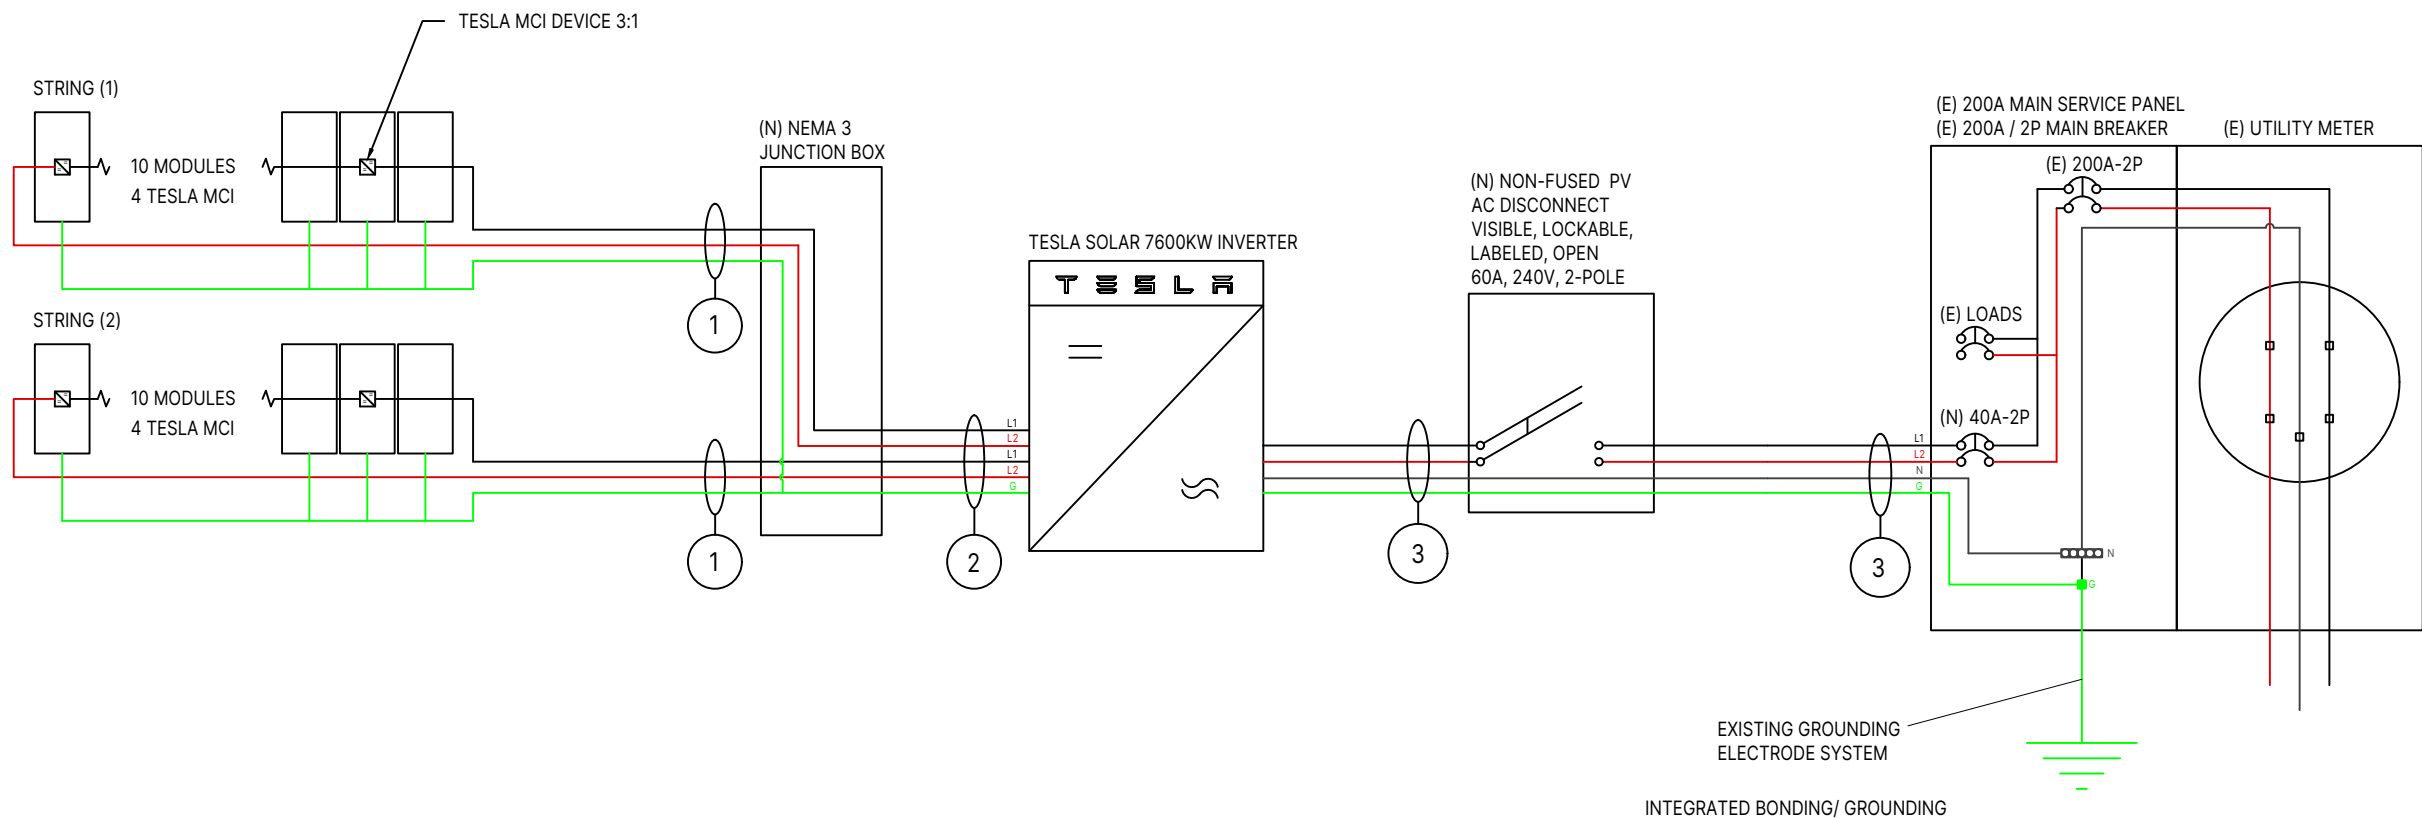 TESLA MCI DEVICE 3:1
STRING (1)
10 MODULES
4 TESLA MCI
STRING (2)
10 MODULES
4 TESLA MCI
1
1
(N) NEMA 3
JUNCTION BOX
2
L1
L2
L1
L2
G
TESLA SOLAR 7600KW INVERTER
TESLA
3
(N) NON-FUSED PV
AC DISCONNECT
VISIBLE, LOCKABLE,
LABELED, OPEN
60A, 240V, 2-POLE
3
L1
L2
N
G
(E) 200A MAIN SERVICE PANEL
(E) 200A / 2P MAIN BREAKER
(E) 200A-2P
(E) LOADS
(N) 40A-2P
N
G
(E) UTILITY METER
EXISTING GROUNDING
ELECTRODE SYSTEM
INTEGRATED BONDING/ GROUNDING